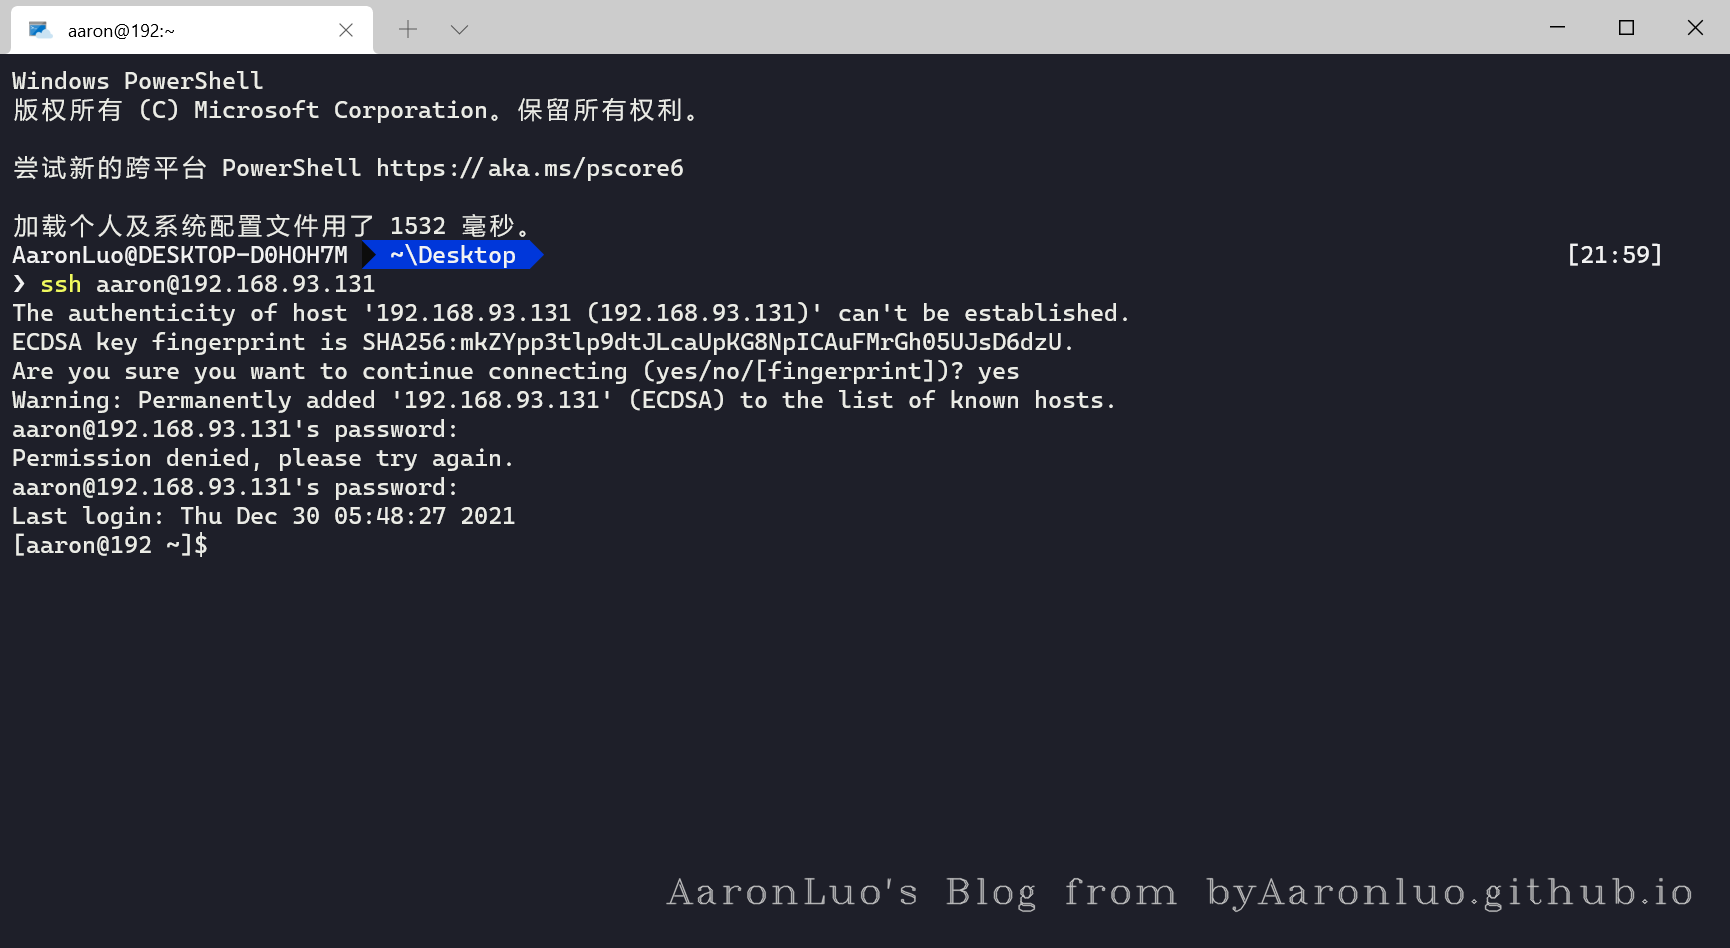 aaron@192:~
Windows PowerShell
版权所有 (C) Microsoft Corporation。保留所有权利。
尝试新的跨平台 PowerShell https://aka.ms/pscore6
加载个人及系统配置文件用了 1532 毫秒。
AaronLuo@DESKTOP-D0HOH7M ~\Desktop [21:59]
❯ ssh aaron@192.168.93.131
The authenticity of host '192.168.93.131 (192.168.93.131)' can't be established.
ECDSA key fingerprint is SHA256:mkZYpp3tlp9dtJLcaUpKG8NpICAuFMrGh05UJsD6dzU.
Are you sure you want to continue connecting (yes/no/[fingerprint])? yes
Warning: Permanently added '192.168.93.131' (ECDSA) to the list of known hosts.
aaron@192.168.93.131's password:
Permission denied, please try again.
aaron@192.168.93.131's password:
Last login: Thu Dec 30 05:48:27 2021
[aaron@192 ~]$
AaronLuo's Blog from byAaronluo.github.io